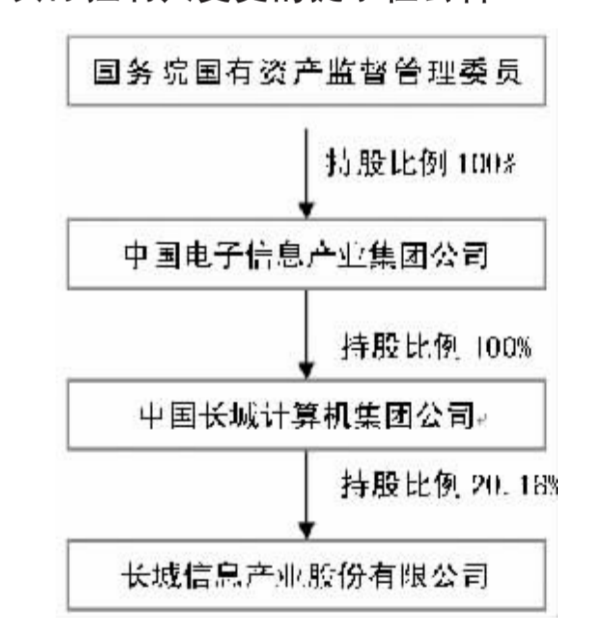 国务院国有资产监督管理委员
持股比例 100%
中国电子信息产业集团公司
持股比例 100%
中国长城计算机集团公司
持股比例
长城信息产业股份有限公司